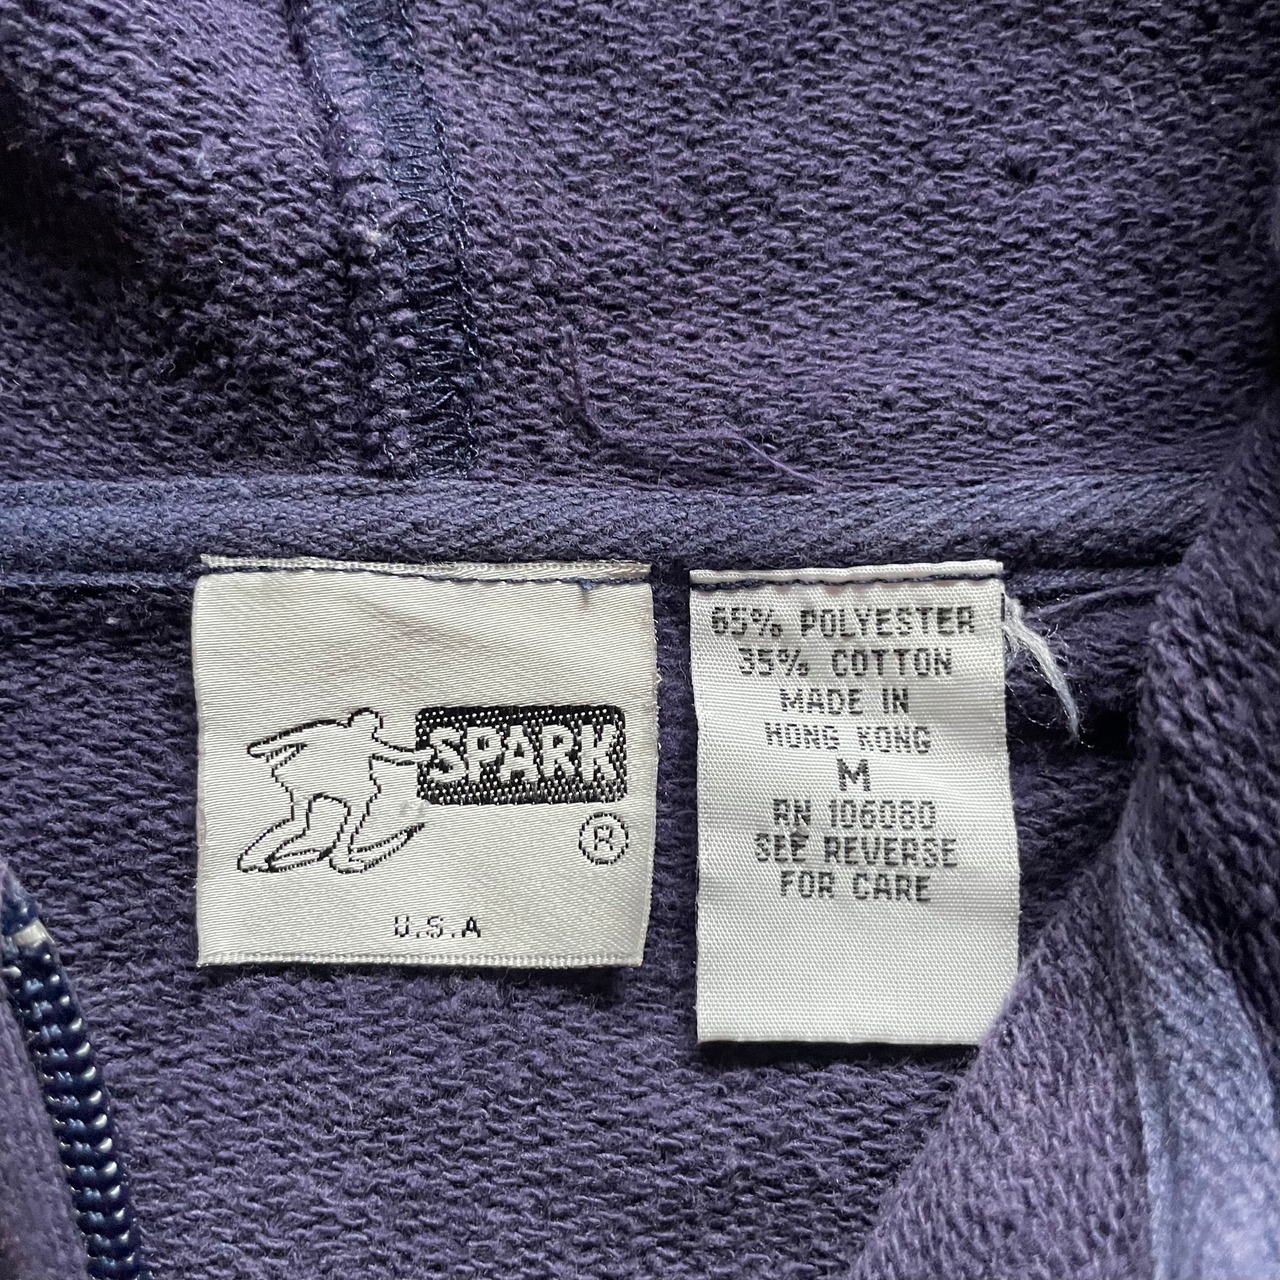 SPARK
®
U.S.A
65% POLYESTER
35% COTTON
MADE IN
HONG KONG
M
RN 106080
SEE REVERSE
FOR CARE